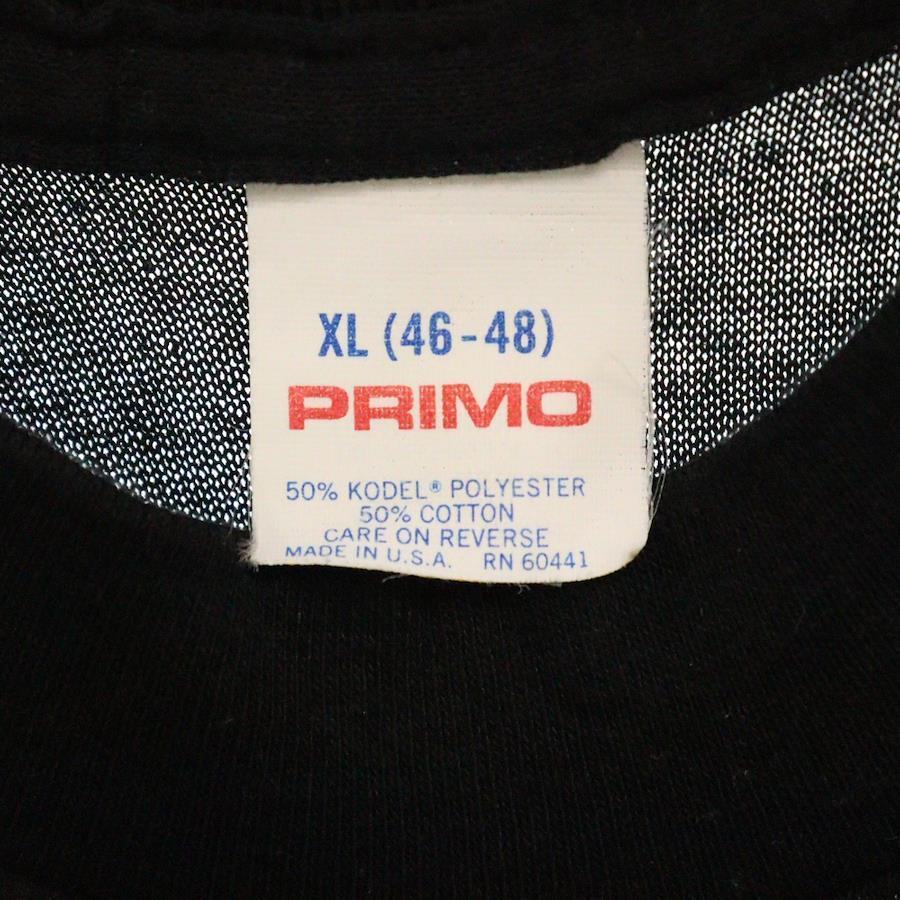 XL (46-48)
PRIMO
50% KODEL® POLYESTER
50% COTTON
CARE ON REVERSE
MADE IN U.S.A. RN 60441